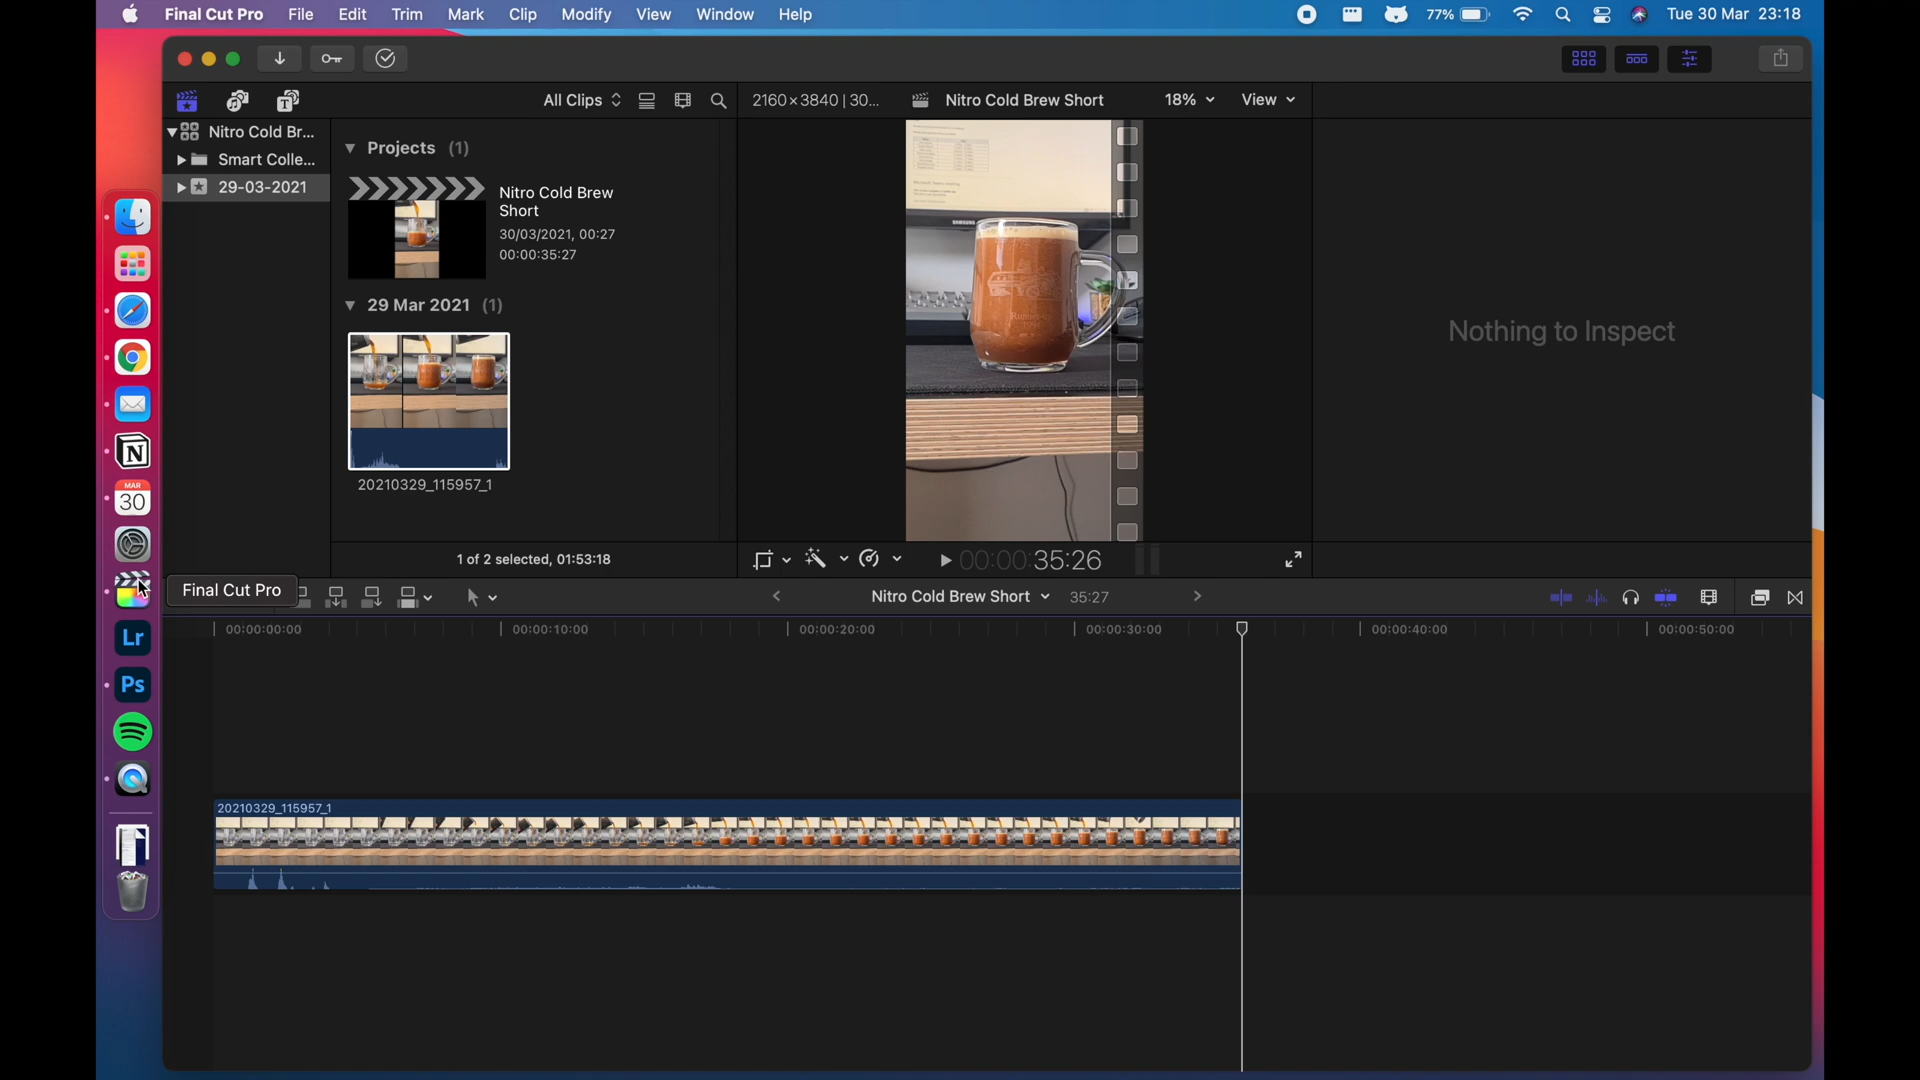 Final Cut Pro File Edit Trim Mark Clip Modify View Window Help 77% Tue 30 Mar 23:18
All Clips 2160×3840 | 30... Nitro Cold Brew Short 18% View
Nitro Cold Br...
Smart Colle...
29-03-2021
Projects (1)
Nitro Cold Brew
Short
30/03/2021, 00:27
00:00:35:27
29 Mar 2021 (1)
20210329_115957_1
1 of 2 selected, 01:53:18
SAMSUNG
00:00:35:26
Nothing to Inspect
N
MAR
30
Final Cut Pro
Lr
Ps
Nitro Cold Brew Short 35:27
00:00:00:00 00:00:10:00 00:00:20:00 00:00:30:00 00:00:40:00 00:00:50:00
20210329_115957_1